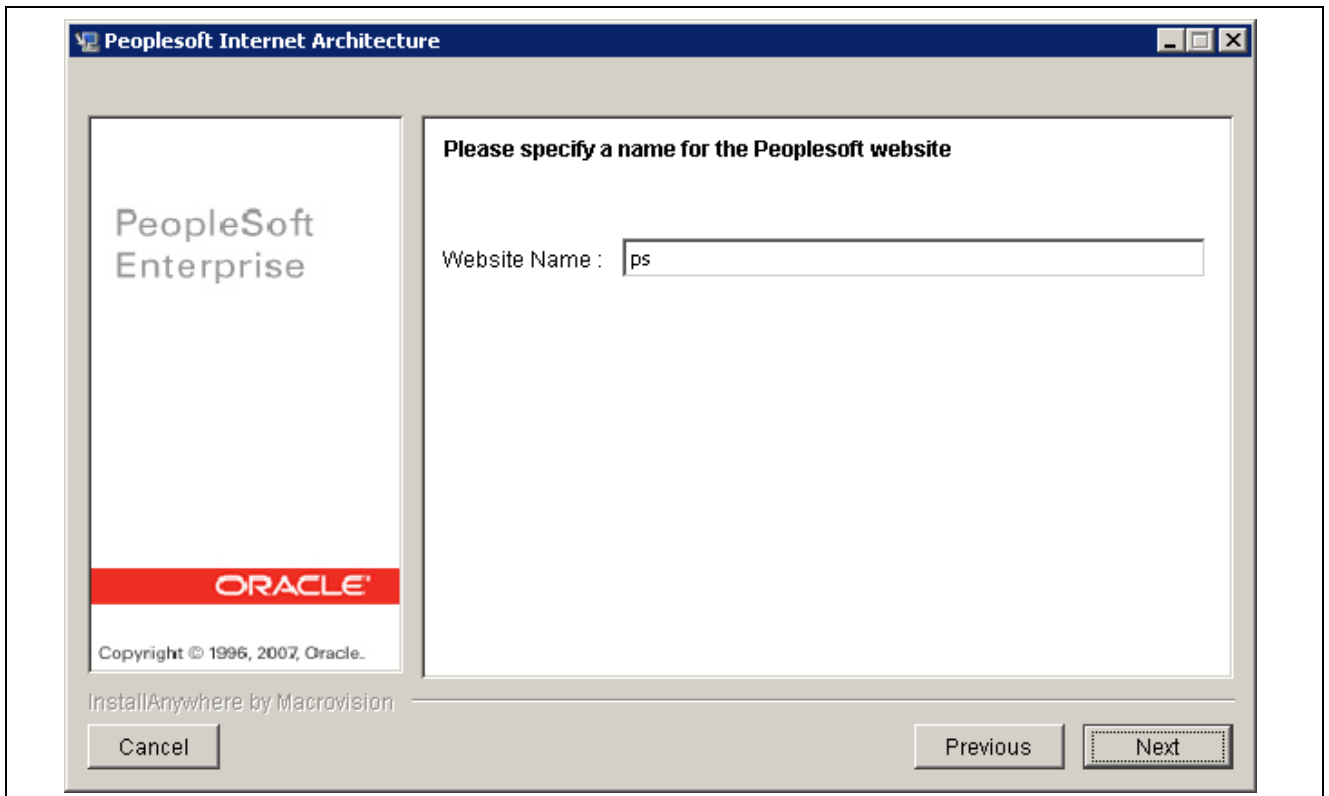 Peoplesoft Internet Architecture
Please specify a name for the Peoplesoft website
PeopleSoft
Enterprise
Website Name : ps
ORACLE'
Copyright © 1996, 2007, Oracle.
InstallAnywhere by Macrovision
Cancel
Previous
Next